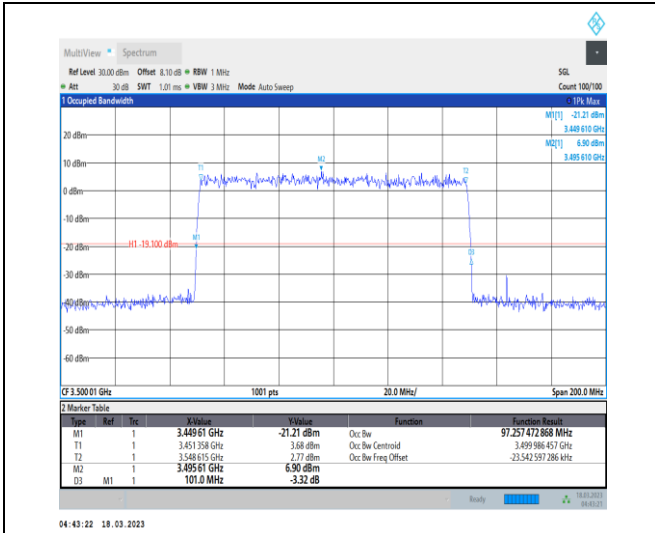 MultiView Spectrum
Ref Level 30.00 dBm Offset 8.10 dB RBW 1 MHz SGL
Att 30 dB SWT 1.01 ms VBW 3 MHz Mode Auto Sweep Count 100/100
1 Occupied Bandwidth 1Pk Max
M1[1] -21.21 dBm
3.449 610 GHz
M2[1] 6.90 dBm
3.495 610 GHz
20 dBm
10 dBm
T1 M2 T2
0 dBm
-10 dBm
H1 -19.100 dBm M1
-20 dBm
D3
-30 dBm
-40 dBm
-50 dBm
-60 dBm
CF 3.500 01 GHz 1001 pts 20.0 MHz/ Span 200.0 MHz
2 Marker Table
Type Ref Trc X-Value Y-Value Function Function Result
M1 1 3.449 61 GHz -21.21 dBm Occ Bw 97.257 472 868 MHz
T1 1 3.451 358 GHz 3.68 dBm Occ Bw Centroid 3.499 986 457 GHz
T2 1 3.548 615 GHz 2.77 dBm Occ Bw Freq Offset -23.542 597 286 kHz
M2 1 3.495 61 GHz 6.90 dBm
D3 M1 1 101.0 MHz -3.32 dB
Ready 18.03.2023
04:43:21
04:43:22 18.03.2023